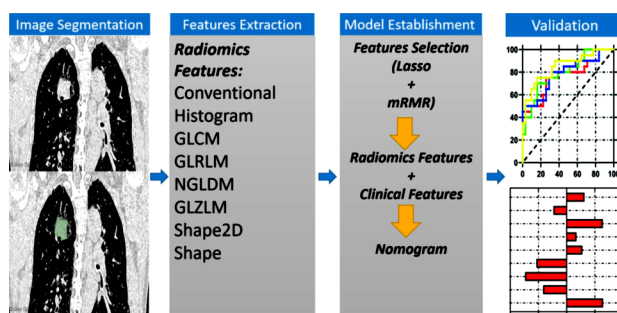 Image Segmentation
Features Extraction
Radiomics
Features:
Conventional
Histogram
GLCM
GLRLM
NGLDM
GLZLM
Shape2D
Shape
Model Establishment
Features Selection
(Lasso
+
mRMR)
Radiomics Features
+
Clinical Features
Nomogram
Validation
100
80
60
40
20
0
0 20 40 60 80 100